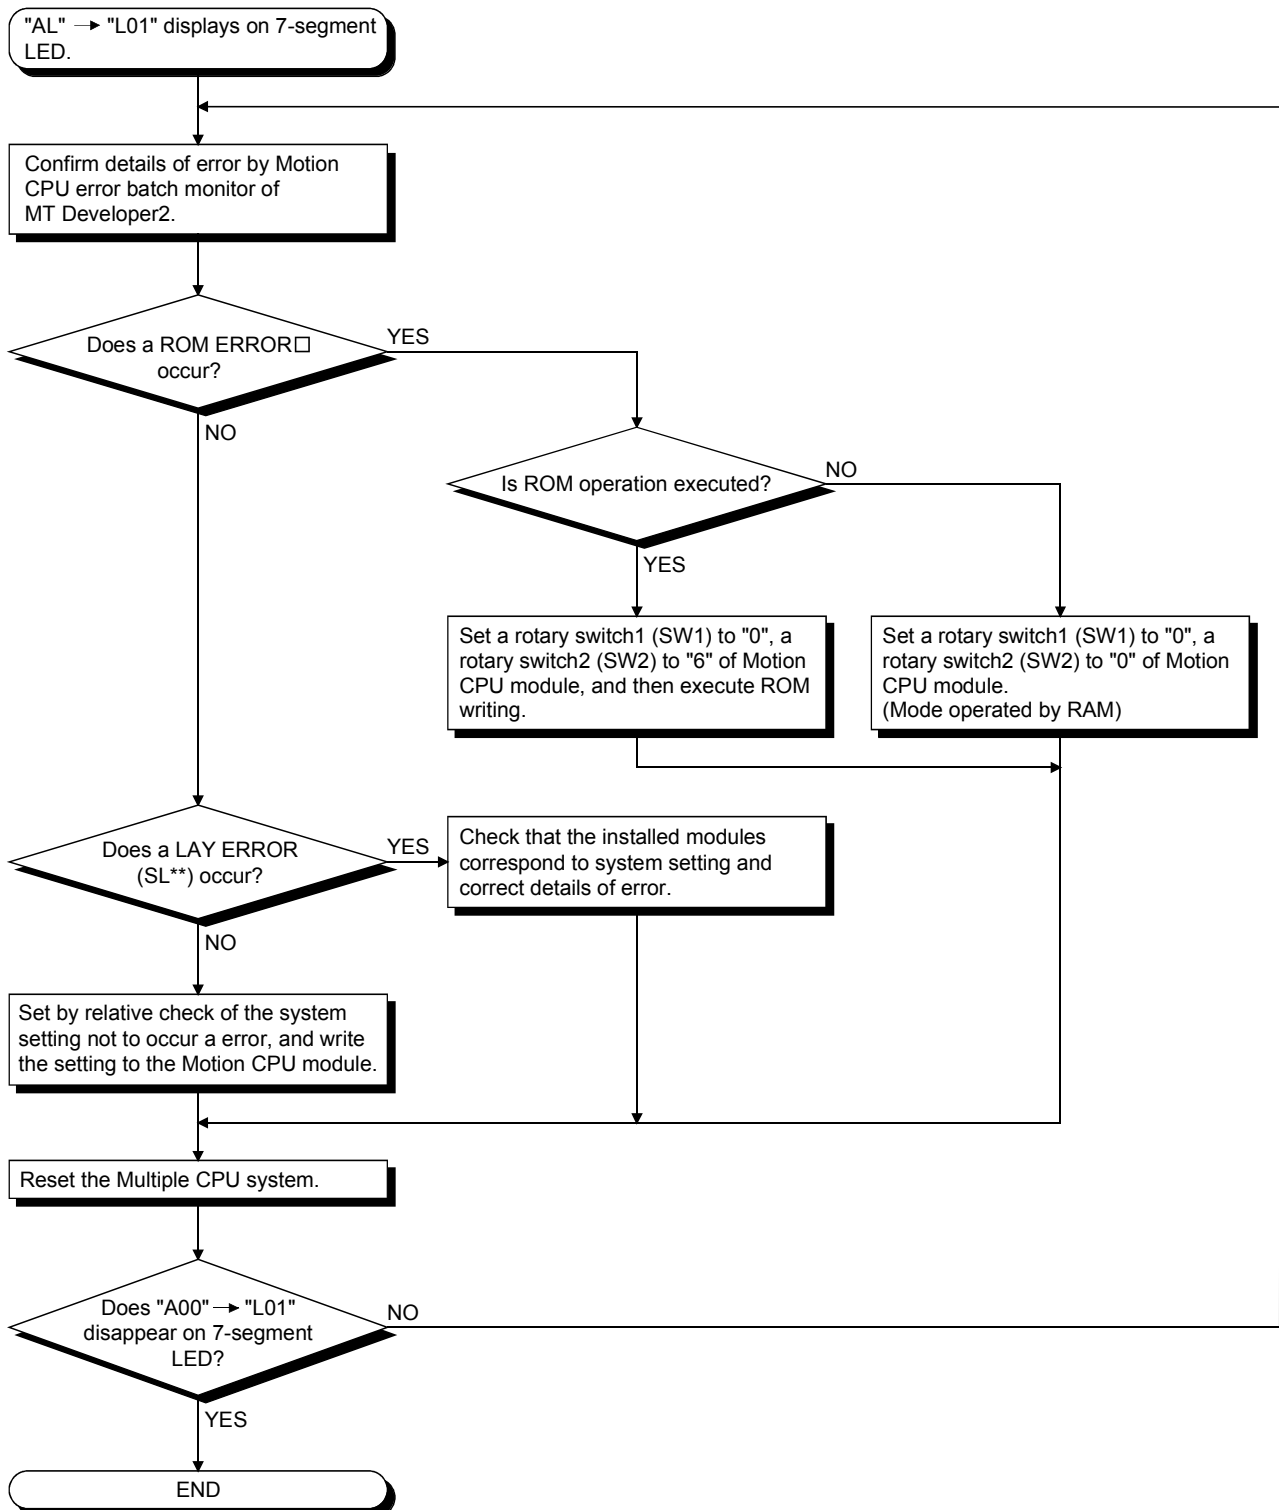 "AL" → "L01" displays on 7-segment
LED.
Confirm details of error by Motion
CPU error batch monitor of
MT Developer2.
Does a ROM ERROR□
occur?
YES
NO
Is ROM operation executed?
NO
YES
Set a rotary switch1 (SW1) to "0", a
rotary switch2 (SW2) to "6" of Motion
CPU module, and then execute ROM
writing.
Set a rotary switch1 (SW1) to "0", a
rotary switch2 (SW2) to "0" of Motion
CPU module.
(Mode operated by RAM)
Does a LAY ERROR
(SL**) occur?
YES
NO
Check that the installed modules
correspond to system setting and
correct details of error.
Set by relative check of the system
setting not to occur a error, and write
the setting to the Motion CPU module.
Reset the Multiple CPU system.
Does "A00" → "L01"
disappear on 7-segment
LED?
NO
YES
END